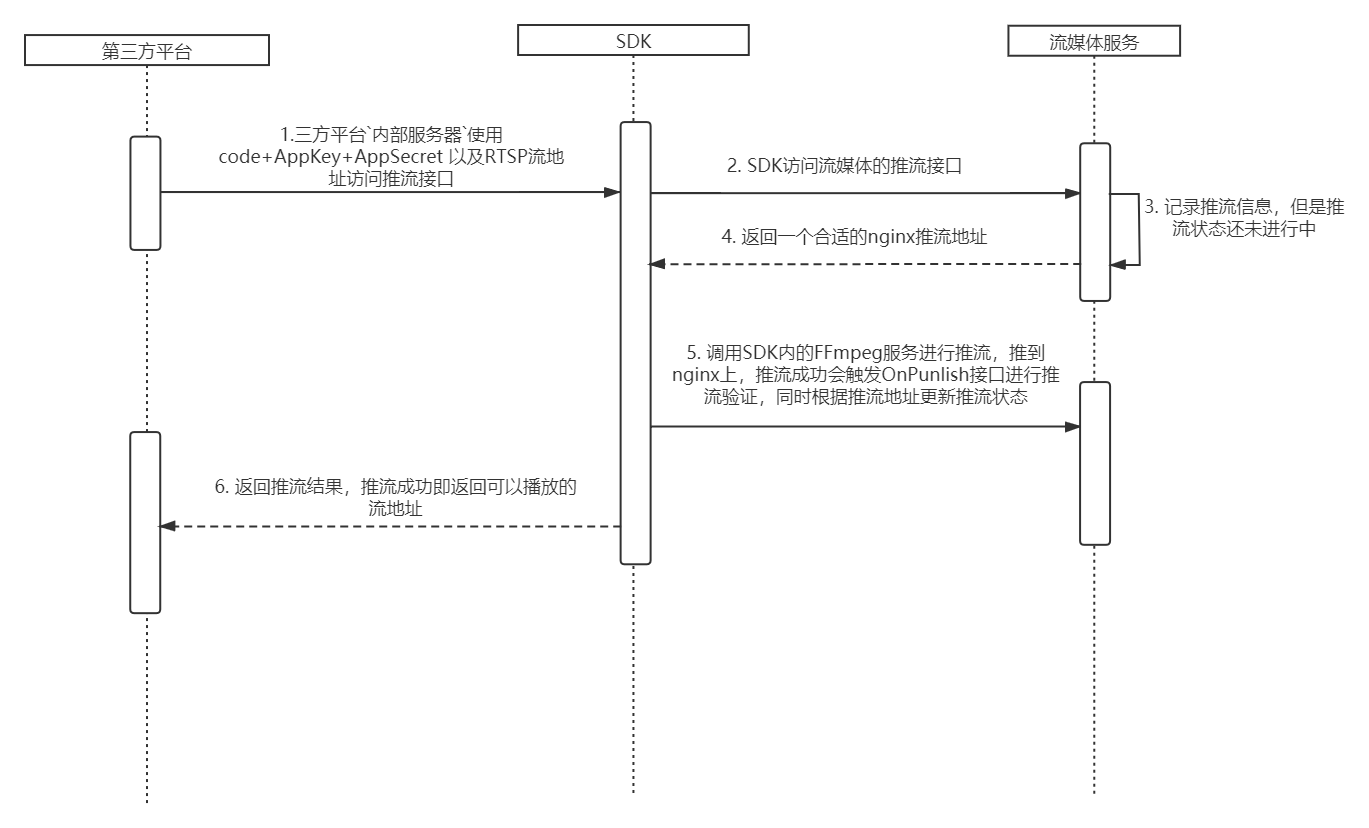 第三方平台
SDK
流媒体服务
1.三方平台`内部服务器`使用
code+AppKey+AppSecret 以及RTSP流地
址访问推流接口
2. SDK访问流媒体的推流接口
3. 记录推流信息，但是推
流状态还未进行中
4. 返回一个合适的nginx推流地址
5. 调用SDK内的FFmpeg服务进行推流，推到
nginx上，推流成功会触发OnPunlish接口进行推
流验证，同时根据推流地址更新推流状态
6. 返回推流结果，推流成功即返回可以播放的
流地址